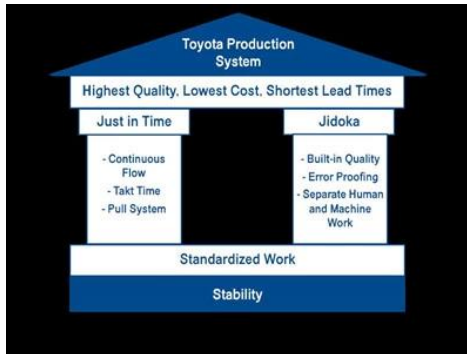 Toyota Production
System
Highest Quality, Lowest Cost, Shortest Lead Times
Just in Time
- Continuous
Flow
- Takt Time
- Pull System
Jidoka
- Built-in Quality
- Error Proofing
- Separate Human
and Machine
Work
Standardized Work
Stability